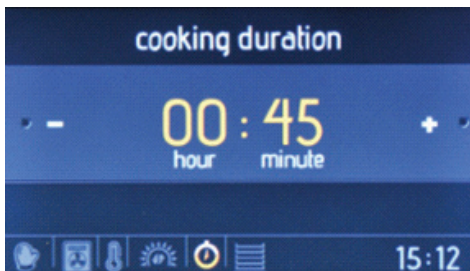 cooking duration
- 00 : 45 +
hour minute
15:12